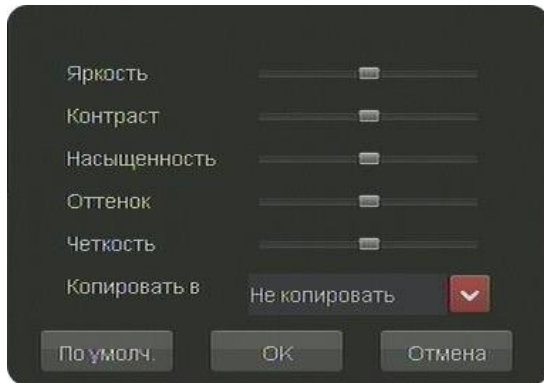 Яркость
Контраст
Насыщенность
Оттенок
Четкость
Копировать в Не копировать
По умолч. OK Отмена